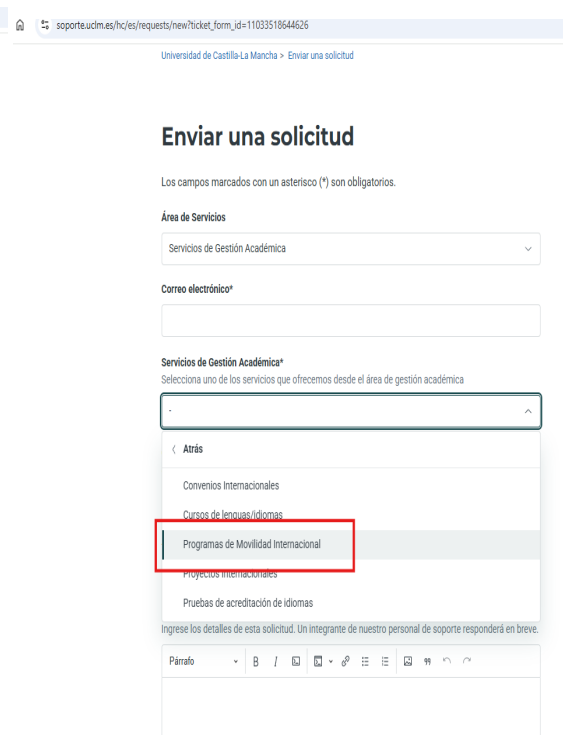 soporte.uclm.es/hc/es/requests/new?ticket_form_id=11033518644626
Universidad de Castilla-La Mancha > Enviar una solicitud
Enviar una solicitud
Los campos marcados con un asterisco (*) son obligatorios.
Área de Servicios
Servicios de Gestión Académica
Correo electrónico*
Servicios de Gestión Académica*
Selecciona uno de los servicios que ofrecemos desde el área de gestión académica
-
Atrás
Convenios Internacionales
Cursos de lenguas/idiomas
Programas de Movilidad Internacional
Proyectos Internacionales
Pruebas de acreditación de idiomas
Ingrese los detalles de esta solicitud. Un integrante de nuestro personal de soporte responderá en breve.
Párrafo B I